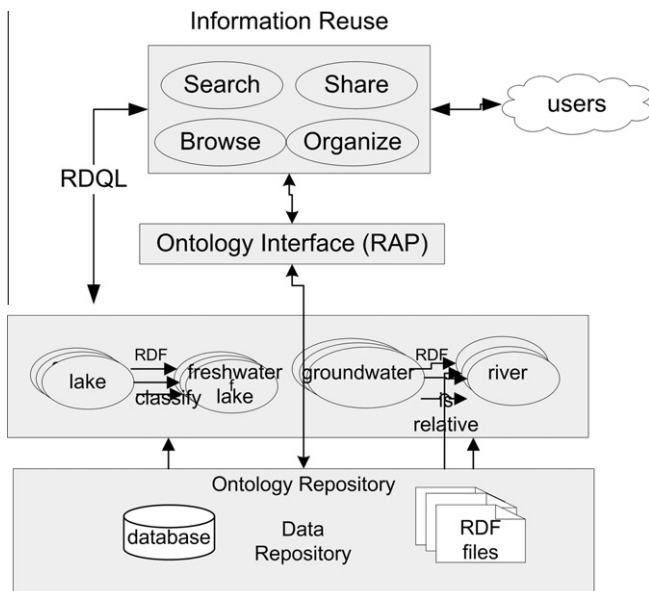 Information Reuse
Search
Share
Browse
Organize
users
RDQL
Ontology Interface (RAP)
lake
RDF
classify
freshwater
lake
groundwater
RDF
is
relative
river
Ontology Repository
database
Data
Repository
RDF
files